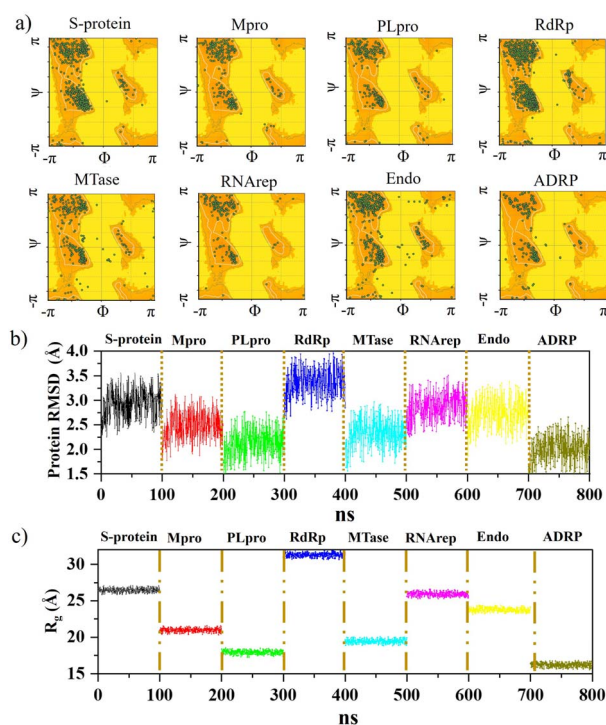 a)
S-protein Mpro PLpro RdRp
π π π π
Ψ Ψ Ψ Ψ
-π -π -π -π
-π Φ π -π Φ π -π Φ π -π Φ π
MTase RNArep Endo ADRP
π π π π
Ψ Ψ Ψ Ψ
-π -π -π -π
-π Φ π -π Φ π -π Φ π -π Φ π
b)
S-protein Mpro PLpro RdRp MTase RNArep Endo ADRP
Protein RMSD (Å)
4.0
3.5
3.0
2.5
2.0
1.5
0 100 200 300 400 500 600 700 800
ns
c)
S-protein Mpro PLpro RdRp MTase RNArep Endo ADRP
Rg (Å)
30
25
20
15
0 100 200 300 400 500 600 700 800
ns